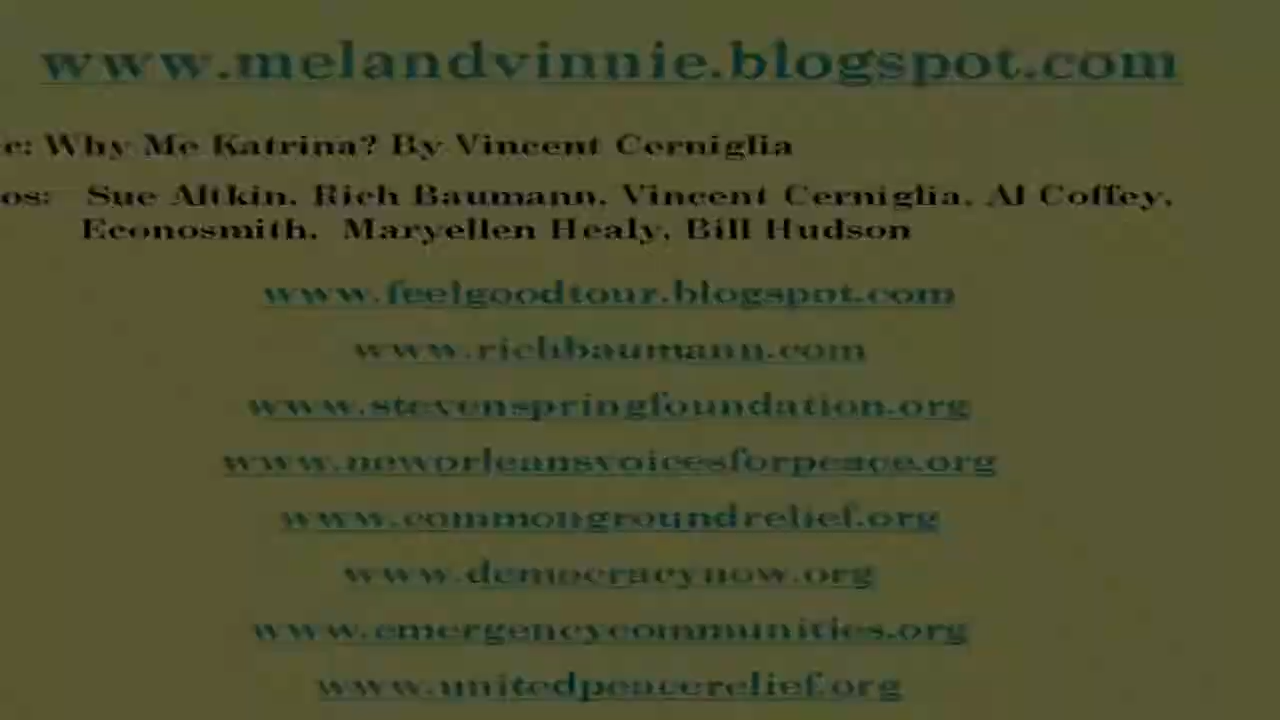 www.melandvinnie.blogspot.com
c: Why Me Katrina? By Vincent Cerniglia
os: Sue Altkin, Rich Baumann, Vincent Cerniglia, Al Coffey,
Econosmith, Maryellen Healy, Bill Hudson
www.feelgoodtour.blogspot.com
www.richbaumann.com
www.stevenspringfoundation.org
www.neworleansvoicesforpeace.org
www.commongroundrelief.org
www.democracynow.org
www.emergencycommunities.org
www.unitedpeacerelief.org